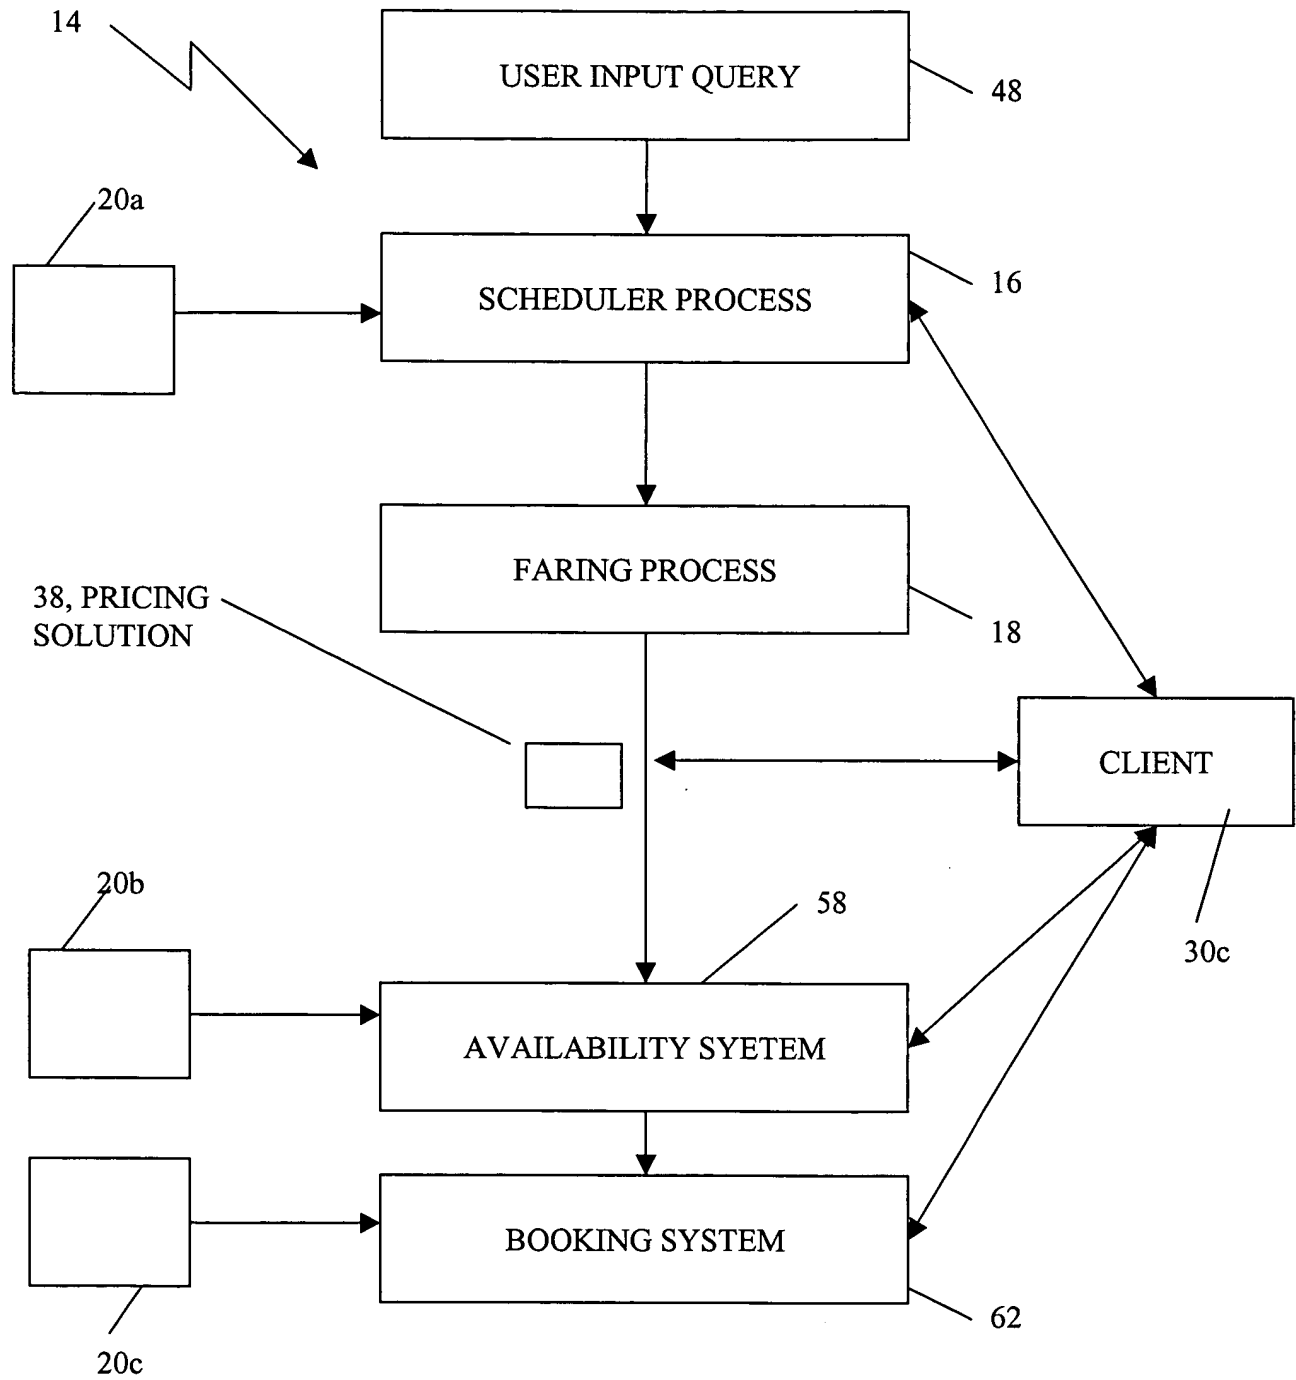 14
USER INPUT QUERY
48
20a
SCHEDULER PROCESS
16
FARING PROCESS
18
38, PRICING
SOLUTION
CLIENT
30c
20b
58
AVAILABILITY SYETEM
BOOKING SYSTEM
62
20c